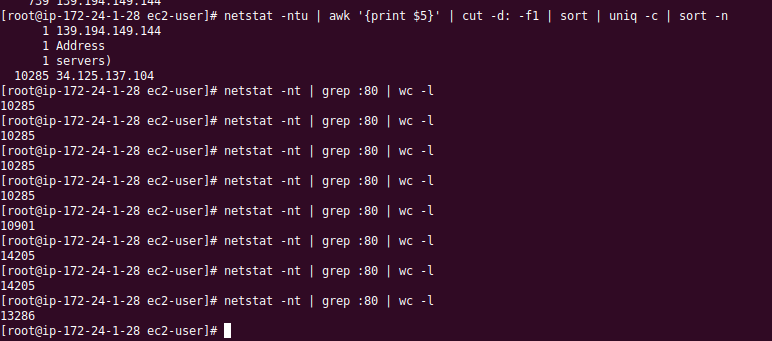 739 139.194.149.144
[root@ip-172-24-1-28 ec2-user]# netstat -ntu | awk '{print $5}' | cut -d: -f1 | sort | uniq -c | sort -n
1 139.194.149.144
1 Address
1 servers)
10285 34.125.137.104
[root@ip-172-24-1-28 ec2-user]# netstat -nt | grep :80 | wc -l
10285
[root@ip-172-24-1-28 ec2-user]# netstat -nt | grep :80 | wc -l
10285
[root@ip-172-24-1-28 ec2-user]# netstat -nt | grep :80 | wc -l
10285
[root@ip-172-24-1-28 ec2-user]# netstat -nt | grep :80 | wc -l
10285
[root@ip-172-24-1-28 ec2-user]# netstat -nt | grep :80 | wc -l
10901
[root@ip-172-24-1-28 ec2-user]# netstat -nt | grep :80 | wc -l
14205
[root@ip-172-24-1-28 ec2-user]# netstat -nt | grep :80 | wc -l
14205
[root@ip-172-24-1-28 ec2-user]# netstat -nt | grep :80 | wc -l
13286
[root@ip-172-24-1-28 ec2-user]#